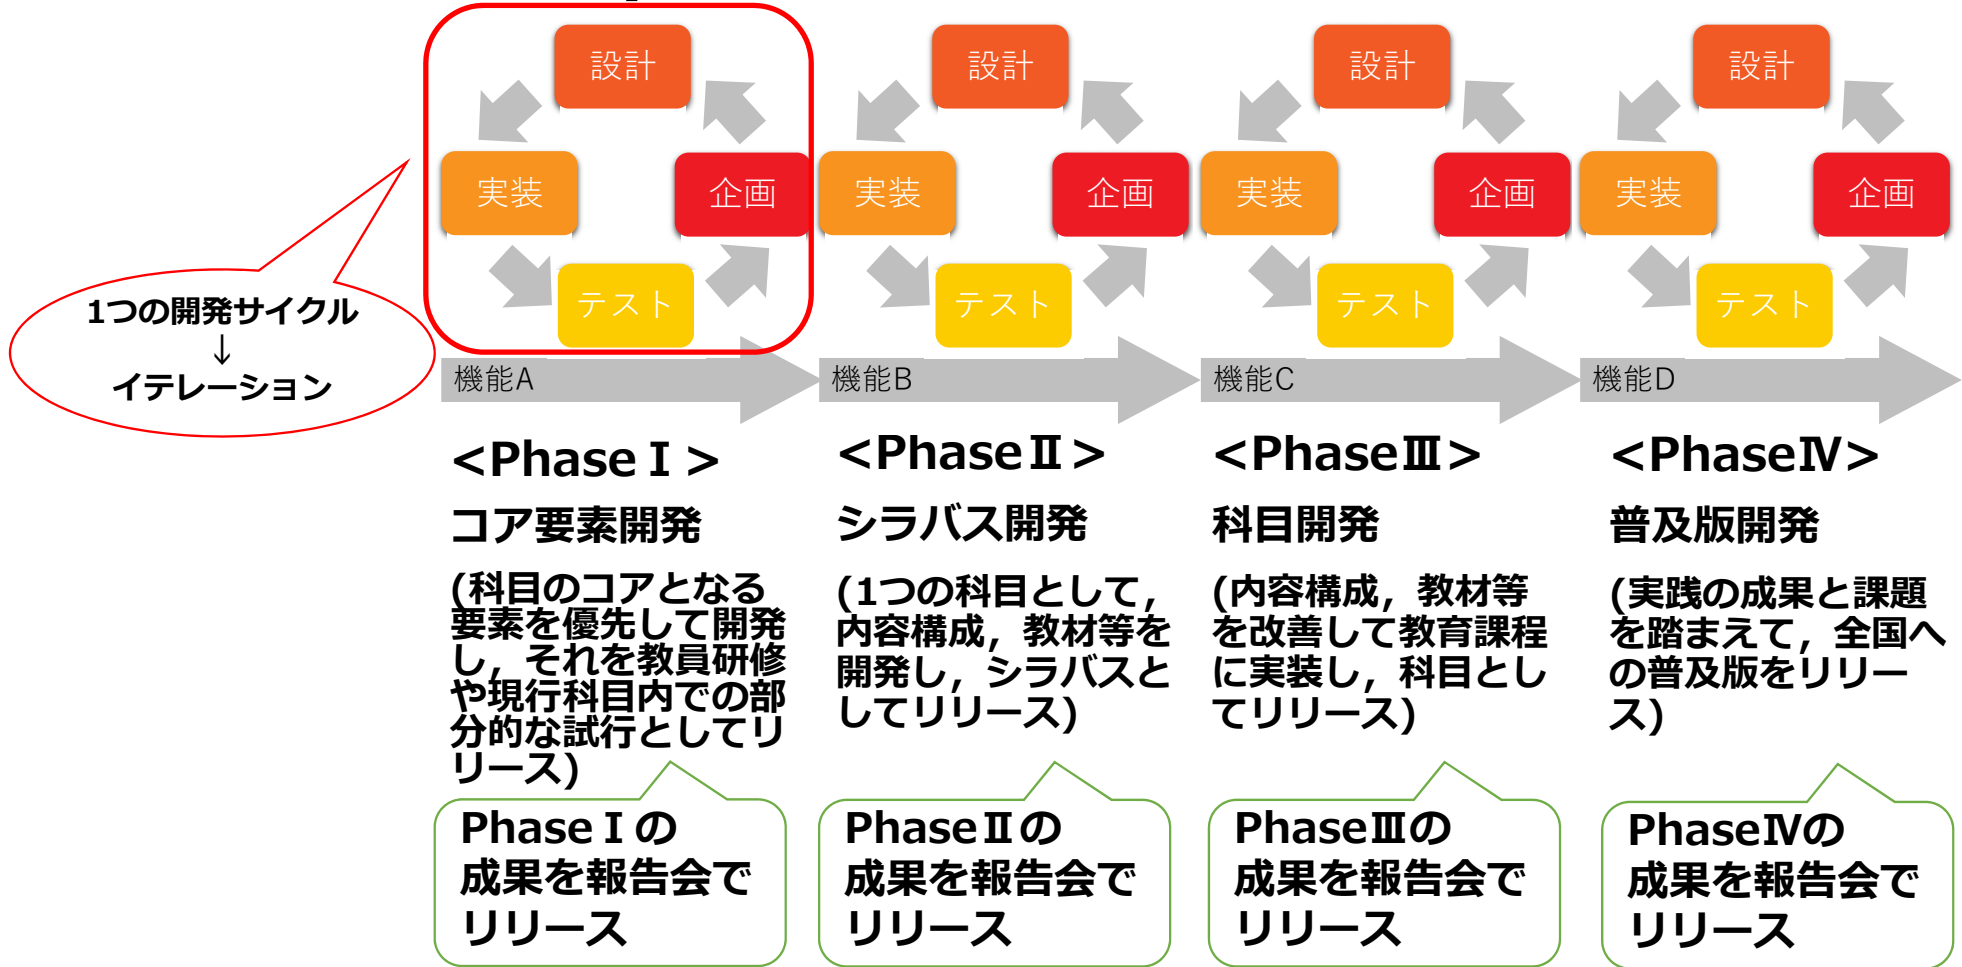 設計
実装
企画
テスト
設計
実装
企画
テスト
設計
実装
企画
テスト
設計
実装
企画
テスト
1つの開発サイクル
↓
イテレーション
機能A
機能B
機能C
機能D
<PhaseⅠ>
コア要素開発
(科目のコアとなる
要素を優先して開発
し，それを教員研修
や現行科目内での部
分的な試行としてリ
リース)
<PhaseⅡ>
シラバス開発
(1つの科目として，
内容構成，教材等を
開発し，シラバスと
してリリース)
<PhaseⅢ>
科目開発
(内容構成，教材等
を改善して教育課程
に実装し，科目とし
てリリース)
<PhaseⅣ>
普及版開発
(実践の成果と課題
を踏まえて，全国へ
の普及版をリリー
ス)
PhaseⅠの
成果を報告会で
リリース
PhaseⅡの
成果を報告会で
リリース
PhaseⅢの
成果を報告会で
リリース
PhaseⅣの
成果を報告会で
リリース